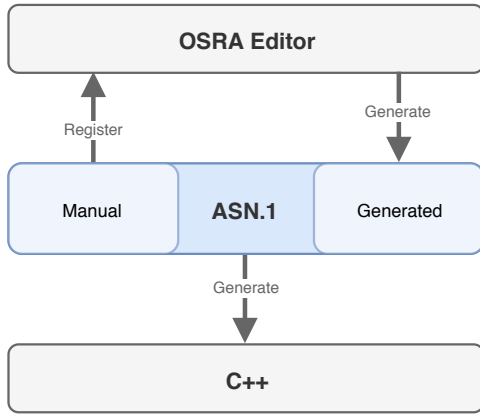 OSRA Editor
Register
Generate
Manual
ASN.1
Generated
Generate
C++